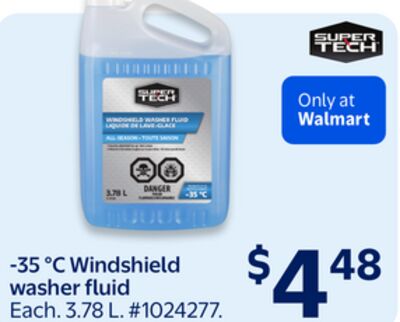 SUPER
TECH
Only at
Walmart
SUPER
TECH
WINDSHIELD WASHER FLUID
LIQUIDE DE LAVE-GLACE
ALL-SEASON • TOUTE SAISON
DANGER
3.78 L
-35 °C
-35 °C Windshield
washer fluid
Each. 3.78 L. #1024277.
$4 48